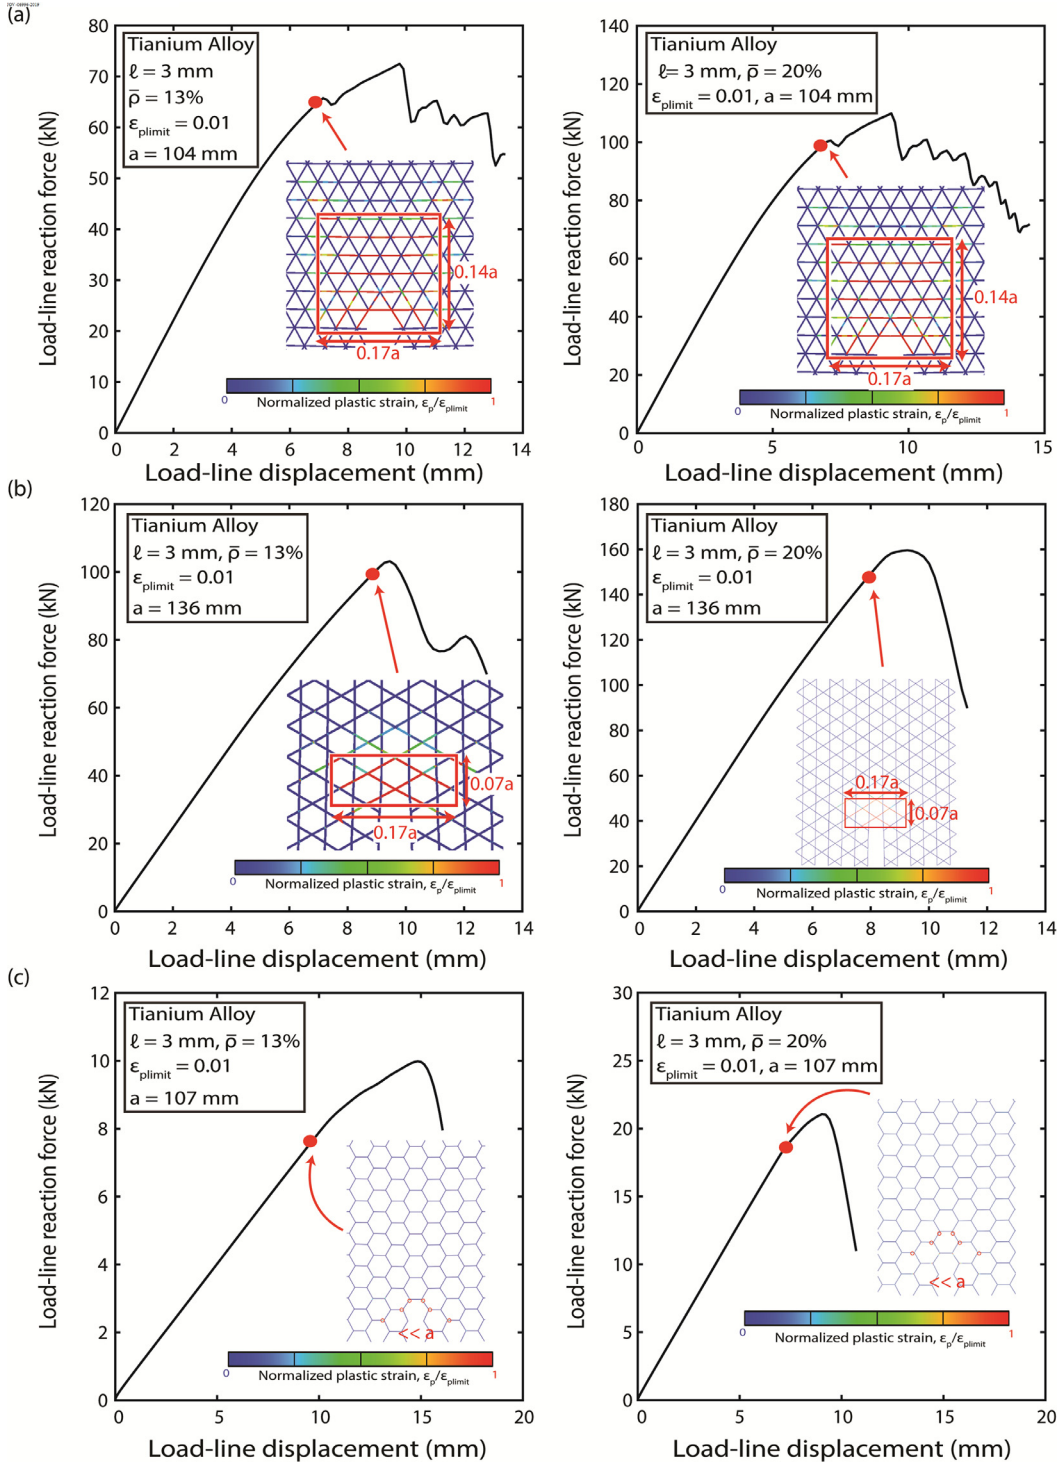 (a)
80
70
60
50
40
30
20
10
0
Load-line reaction force (kN)
Tianium Alloy
ℓ = 3 mm
ρ̅ = 13%
εplimit = 0.01
a = 104 mm
0.14a
0.17a
0 1
Normalized plastic strain, εp/εplimit
0 2 4 6 8 10 12 14
Load-line displacement (mm)
140
120
100
80
60
40
20
0
Load-line reaction force (kN)
Tianium Alloy
ℓ= 3 mm, ρ̅ = 20%
εplimit = 0.01, a = 104 mm
0.14a
0.17a
0 1
Normalized plastic strain, εp/εplimit
0 5 10 15
Load-line displacement (mm)
(b)
120
100
80
60
40
20
0
Load-line reaction force (kN)
Tianium Alloy
ℓ = 3 mm, ρ̅ = 13%
εplimit = 0.01
a = 136 mm
0.07a
0.17a
0 1
Normalized plastic strain, εp/εplimit
0 2 4 6 8 10 12 14
Load-line displacement (mm)
180
160
140
120
100
80
60
40
20
0
Load-line reaction force (kN)
Tianium Alloy
ℓ = 3 mm, ρ̅ = 20%
εplimit = 0.01
a = 136 mm
0.17a
0.07a
0 1
Normalized plastic strain, εp/εplimit
0 2 4 6 8 10 12 14
Load-line displacement (mm)
(c)
12
10
8
6
4
2
0
Load-line reaction force (kN)
Tianium Alloy
ℓ = 3 mm, ρ̅ = 13%
εplimit = 0.01
a = 107 mm
<< a
0 1
Normalized plastic strain, εp/εplimit
0 5 10 15 20
Load-line displacement (mm)
30
25
20
15
10
5
0
Load-line reaction force (kN)
Tianium Alloy
ℓ = 3 mm, ρ̅ = 20%
εplimit = 0.01, a = 107 mm
<< a
0 1
Normalized plastic strain, εp/εplimit
0 5 10 15 20
Load-line displacement (mm)